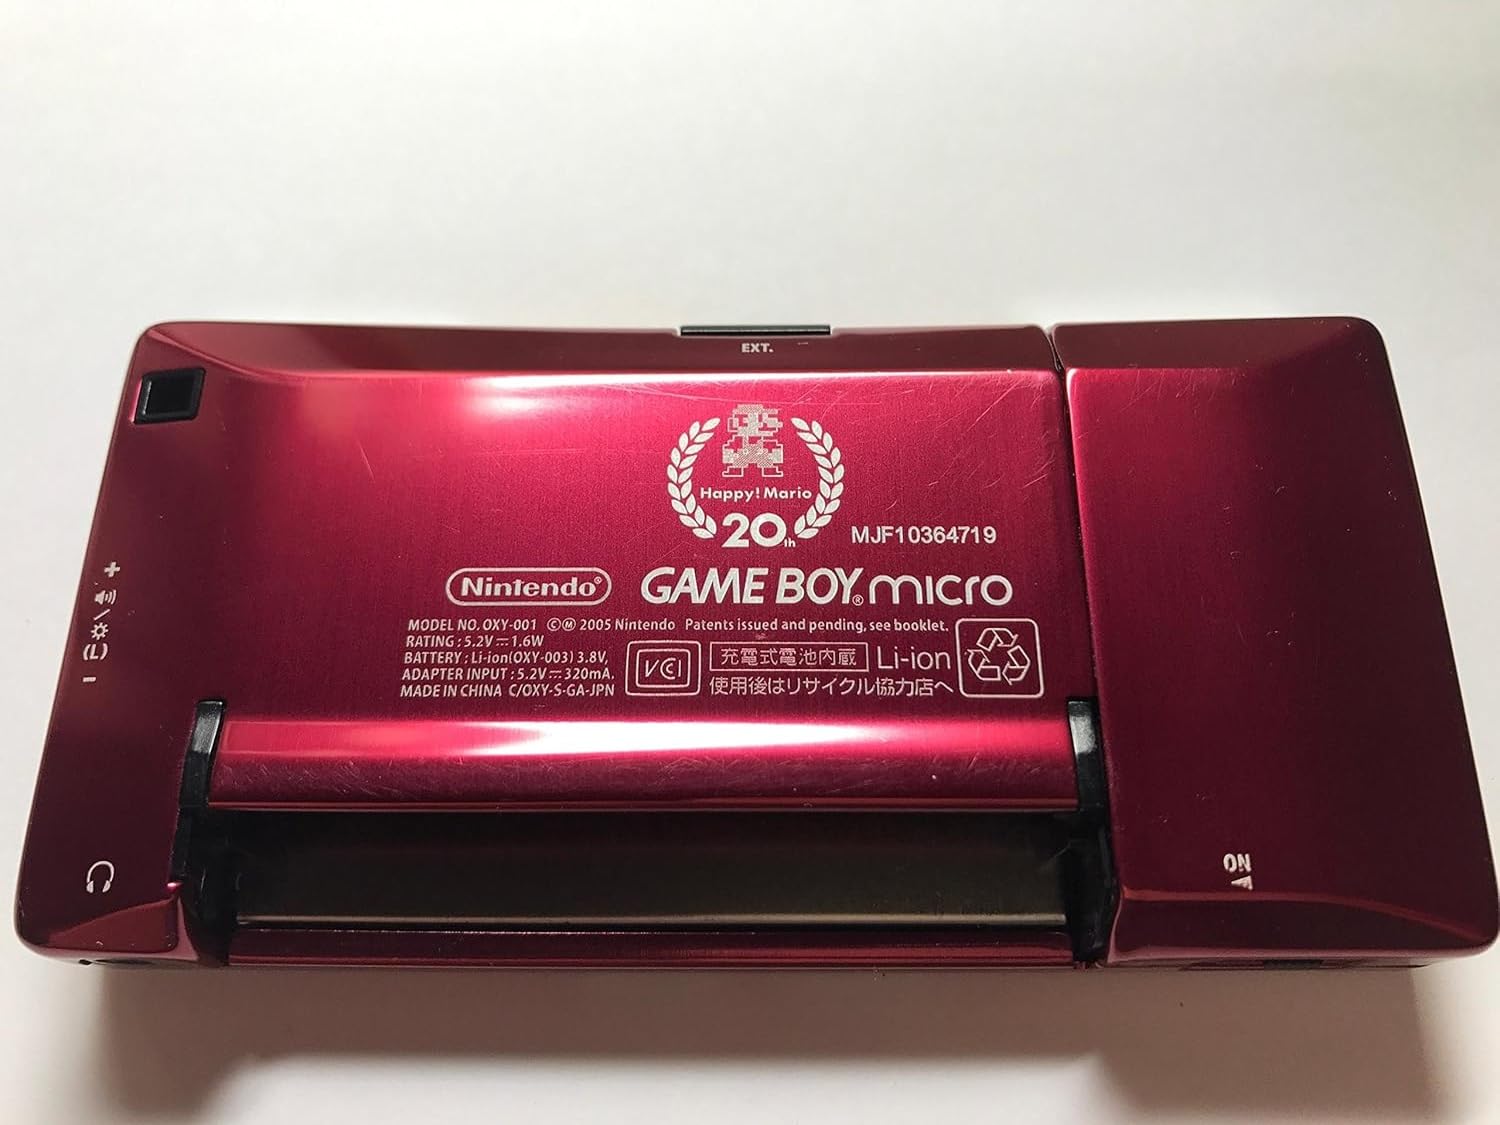 EXT.
Happy! Mario
20th
MJF10364719
Nintendo® GAME BOY® micro
MODEL NO. OXY-001 ©Ⓜ 2005 Nintendo Patents issued and pending, see booklet.
RATING : 5.2V ⎓ 1.6W
BATTERY : Li-ion(OXY-003) 3.8V,
ADAPTER INPUT : 5.2V ⎓ 320mA.
MADE IN CHINA C/OXY-S-GA-JPN
VCI
充電式電池内蔵 Li-ion
使用後はリサイクル協力店へ
− (L) +
ON